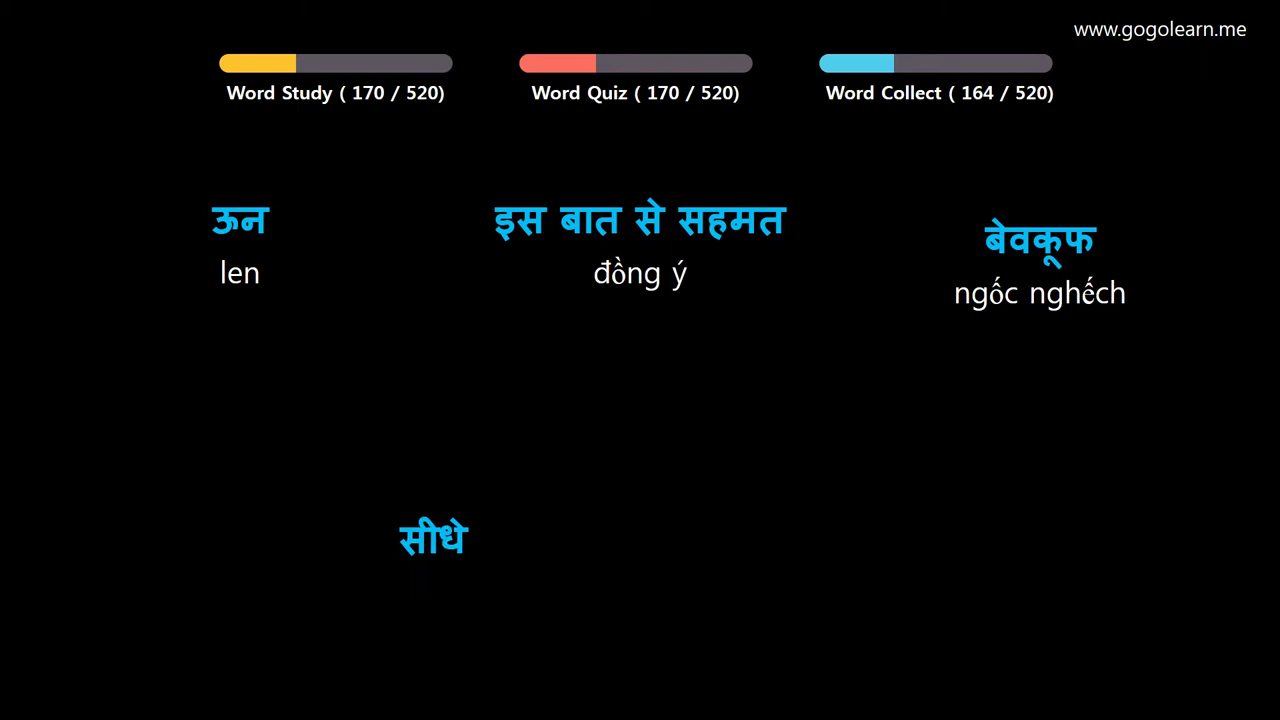 www.gogolearn.me
Word Study ( 170 / 520)
Word Quiz ( 170 / 520)
Word Collect ( 164 / 520)
ऊन
len
इस बात से सहमत
đồng ý
बेवकूफ
ngốc nghếch
सीधे